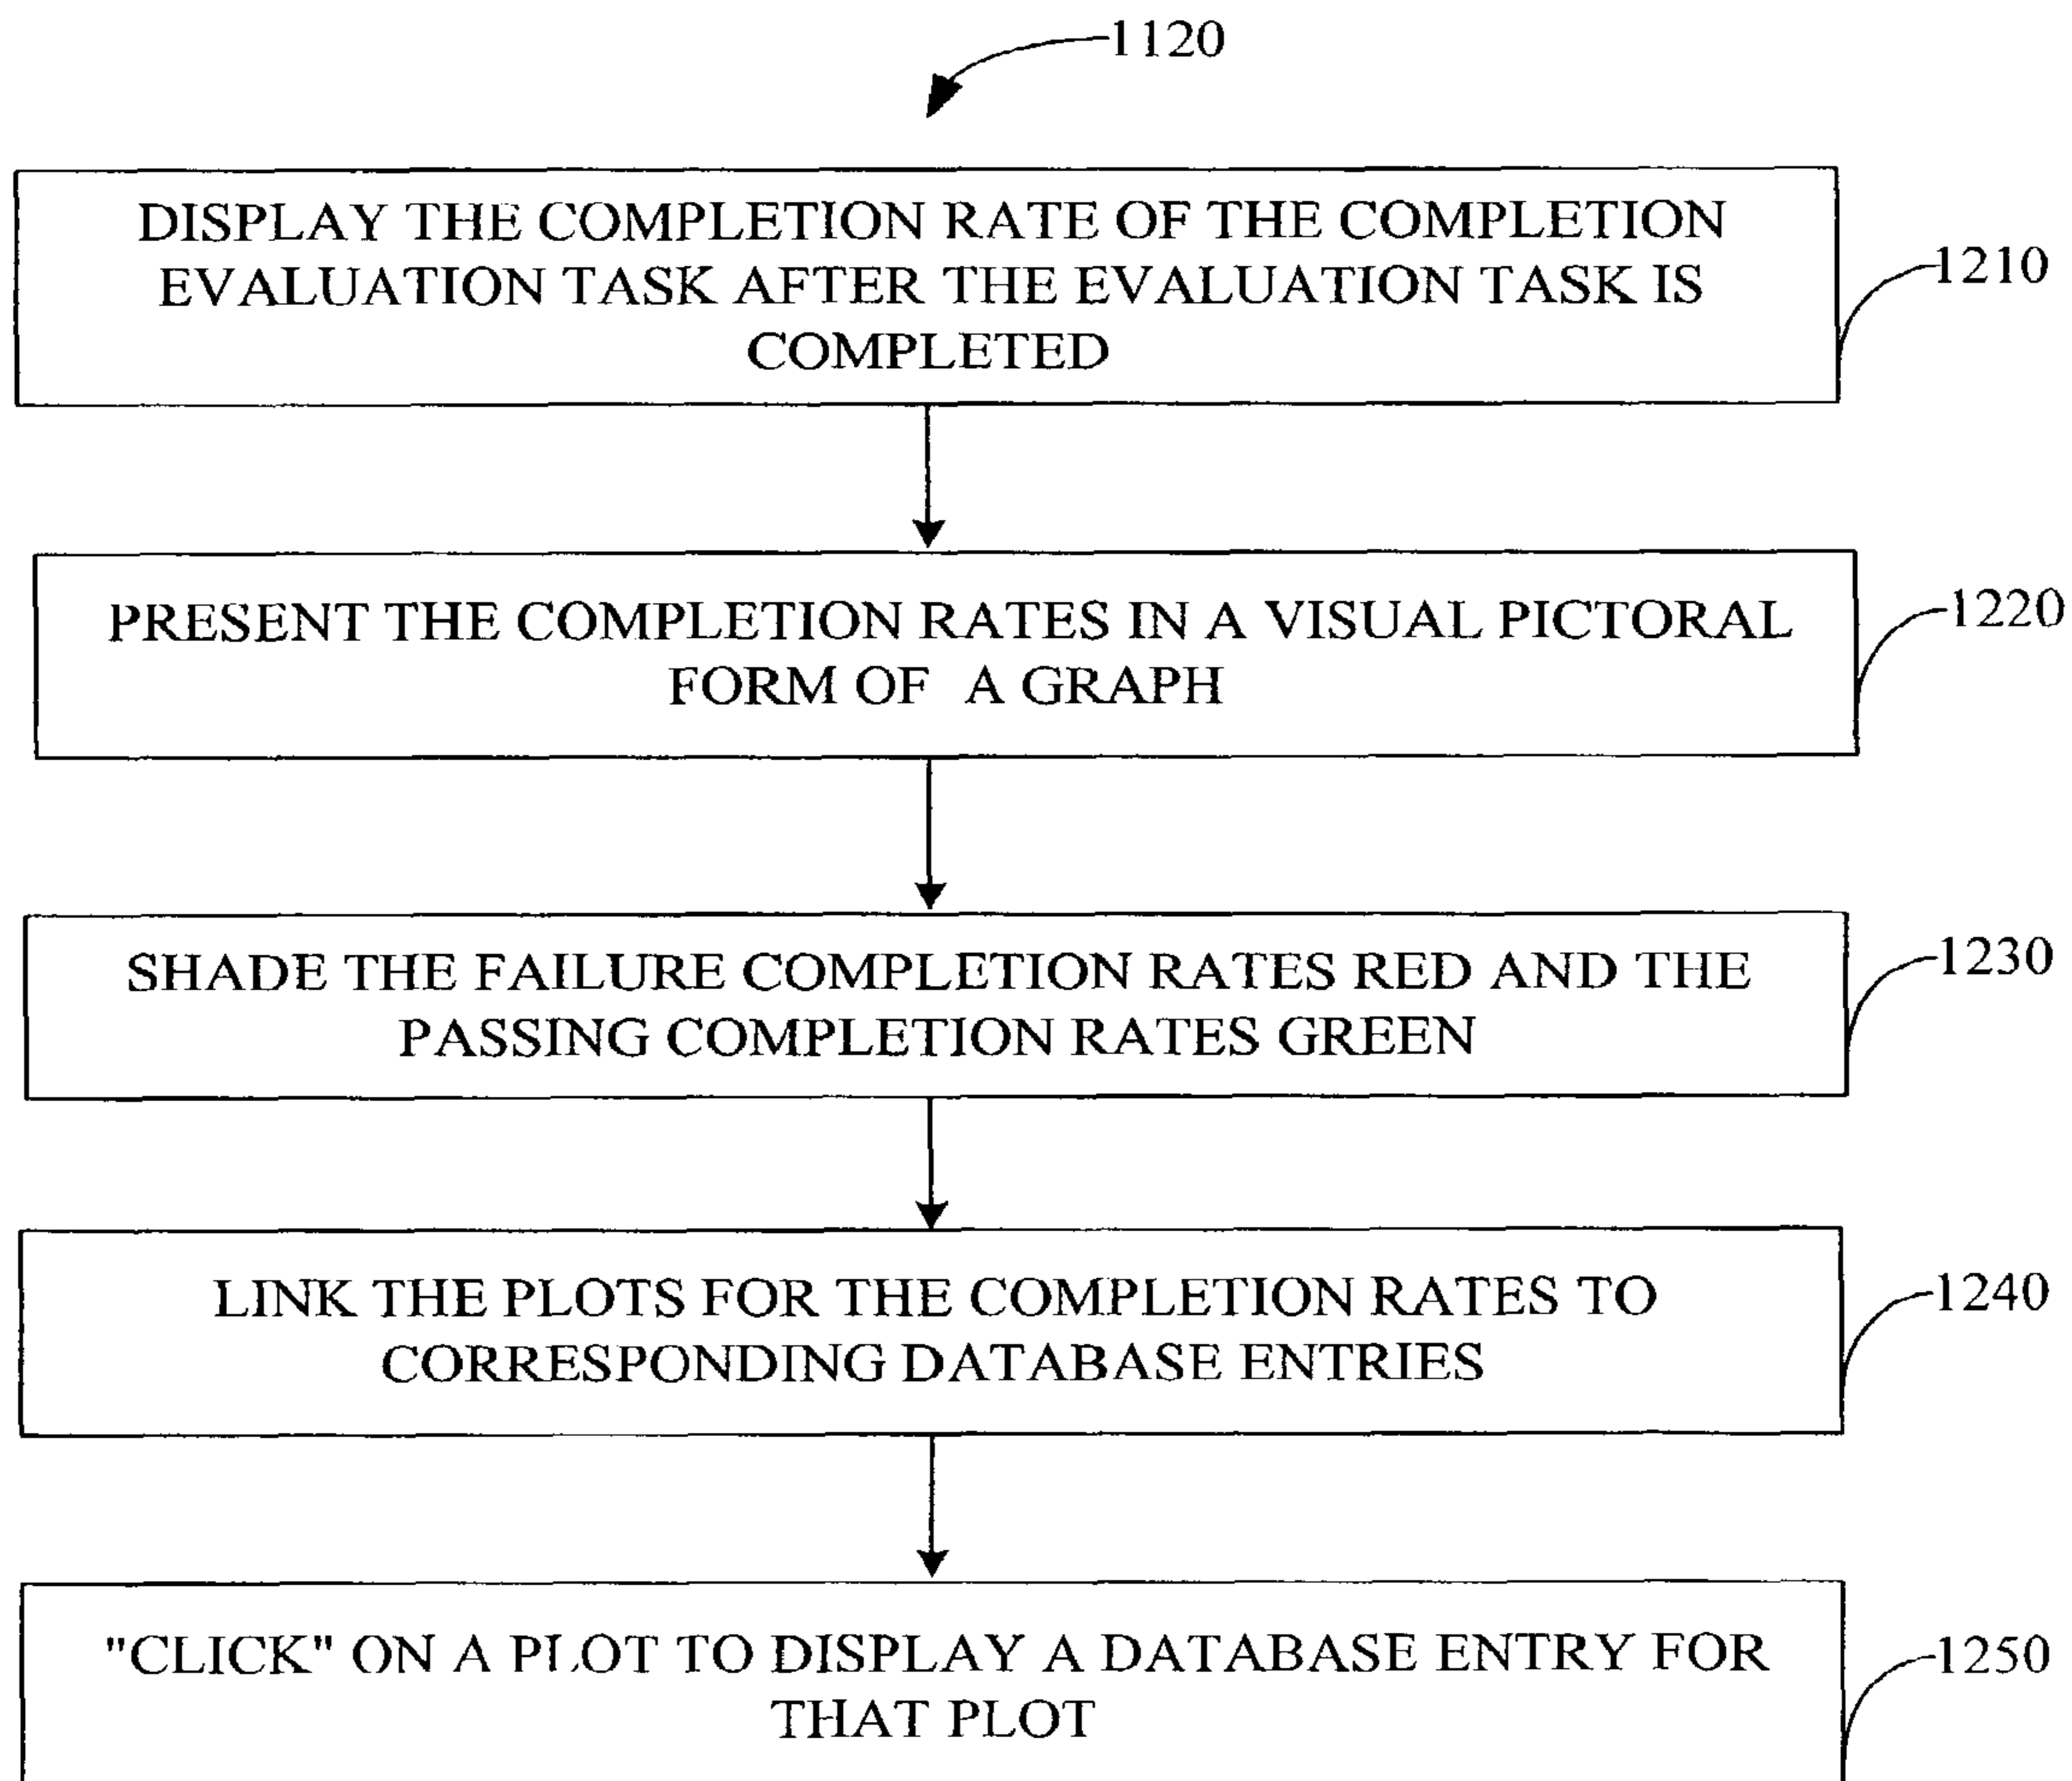 1120
DISPLAY THE COMPLETION RATE OF THE COMPLETION
EVALUATION TASK AFTER THE EVALUATION TASK IS
COMPLETED
1210
PRESENT THE COMPLETION RATES IN A VISUAL PICTORAL
FORM OF A GRAPH
1220
SHADE THE FAILURE COMPLETION RATES RED AND THE
PASSING COMPLETION RATES GREEN
1230
LINK THE PLOTS FOR THE COMPLETION RATES TO
CORRESPONDING DATABASE ENTRIES
1240
"CLICK" ON A PLOT TO DISPLAY A DATABASE ENTRY FOR
THAT PLOT
1250